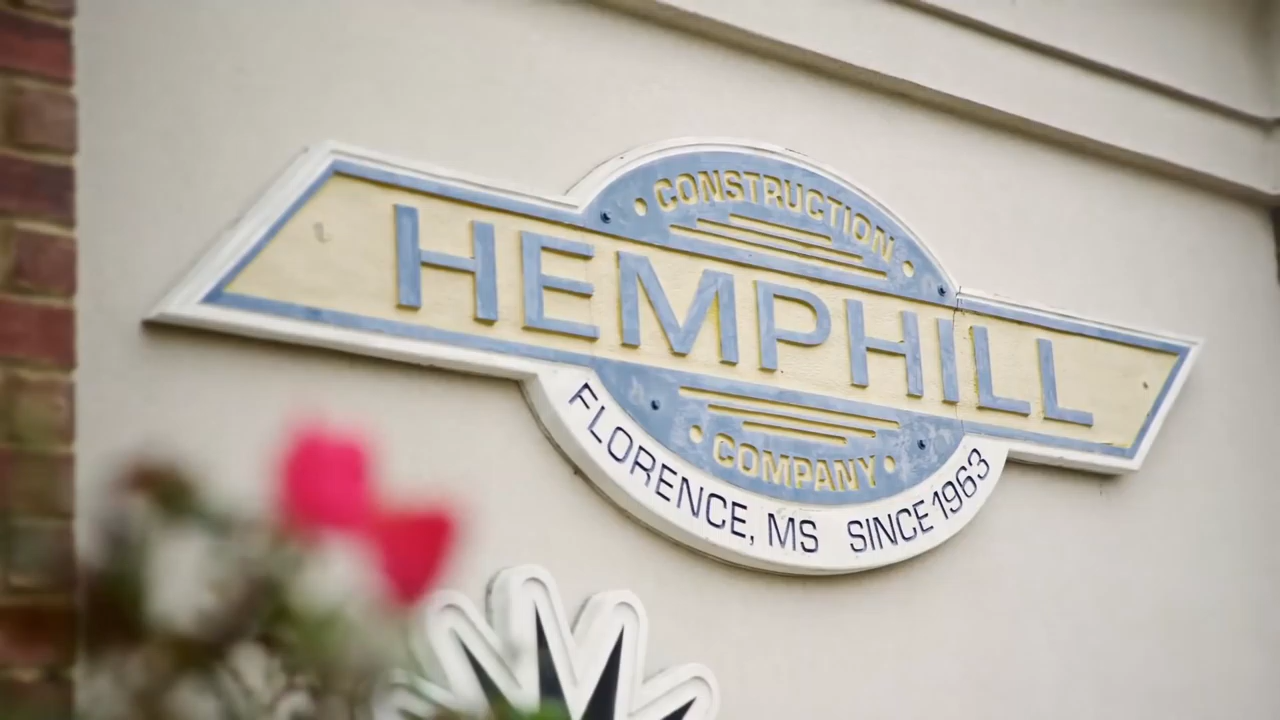 CONSTRUCTION
HEMPHILL
COMPANY
FLORENCE, MS SINCE 1963